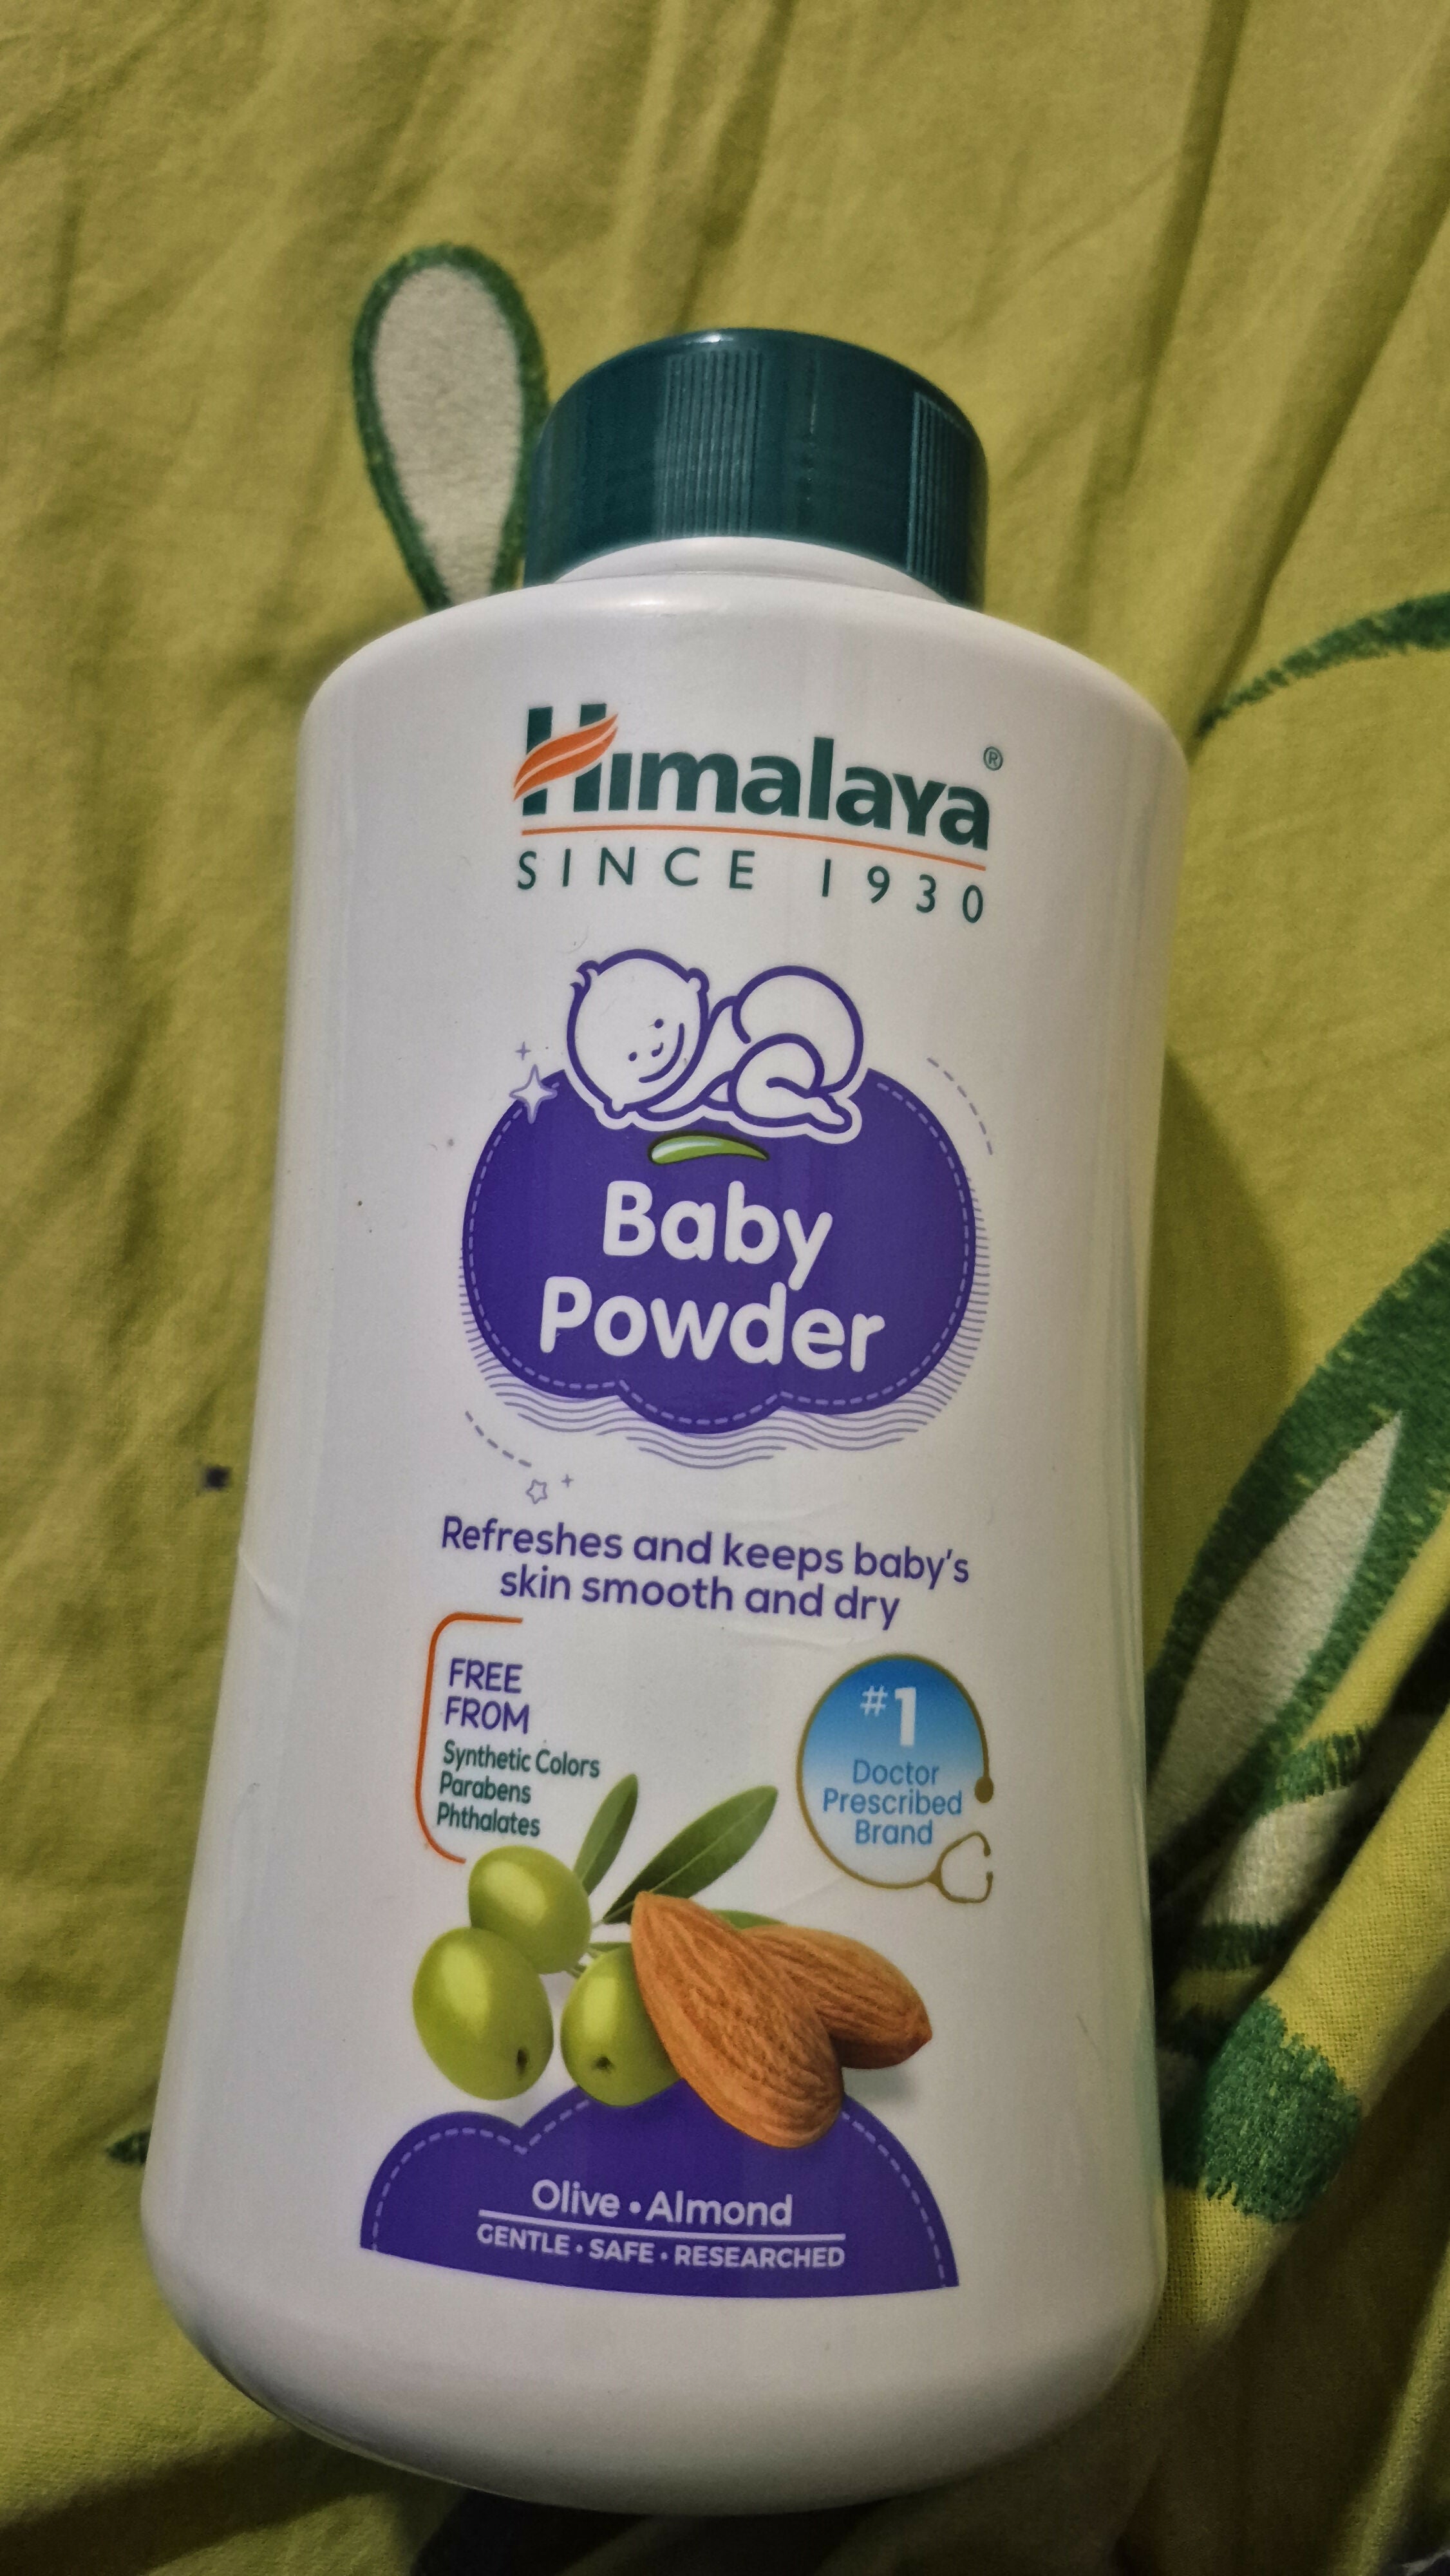 Himalaya®
SINCE 1930
Baby
Powder
Refreshes and keeps baby's
skin smooth and dry
FREE
FROM
Synthetic Colors
Parabens
Phthalates
#1
Doctor
Prescribed
Brand
Olive • Almond
GENTLE • SAFE • RESEARCHED